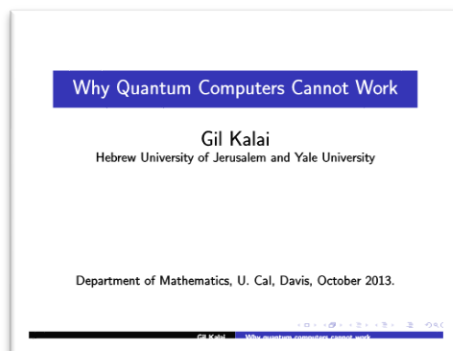 Why Quantum Computers Cannot Work
Gil Kalai
Hebrew University of Jerusalem and Yale University
Department of Mathematics, U. Cal, Davis, October 2013.
Gil Kalai Why quantum computers cannot work